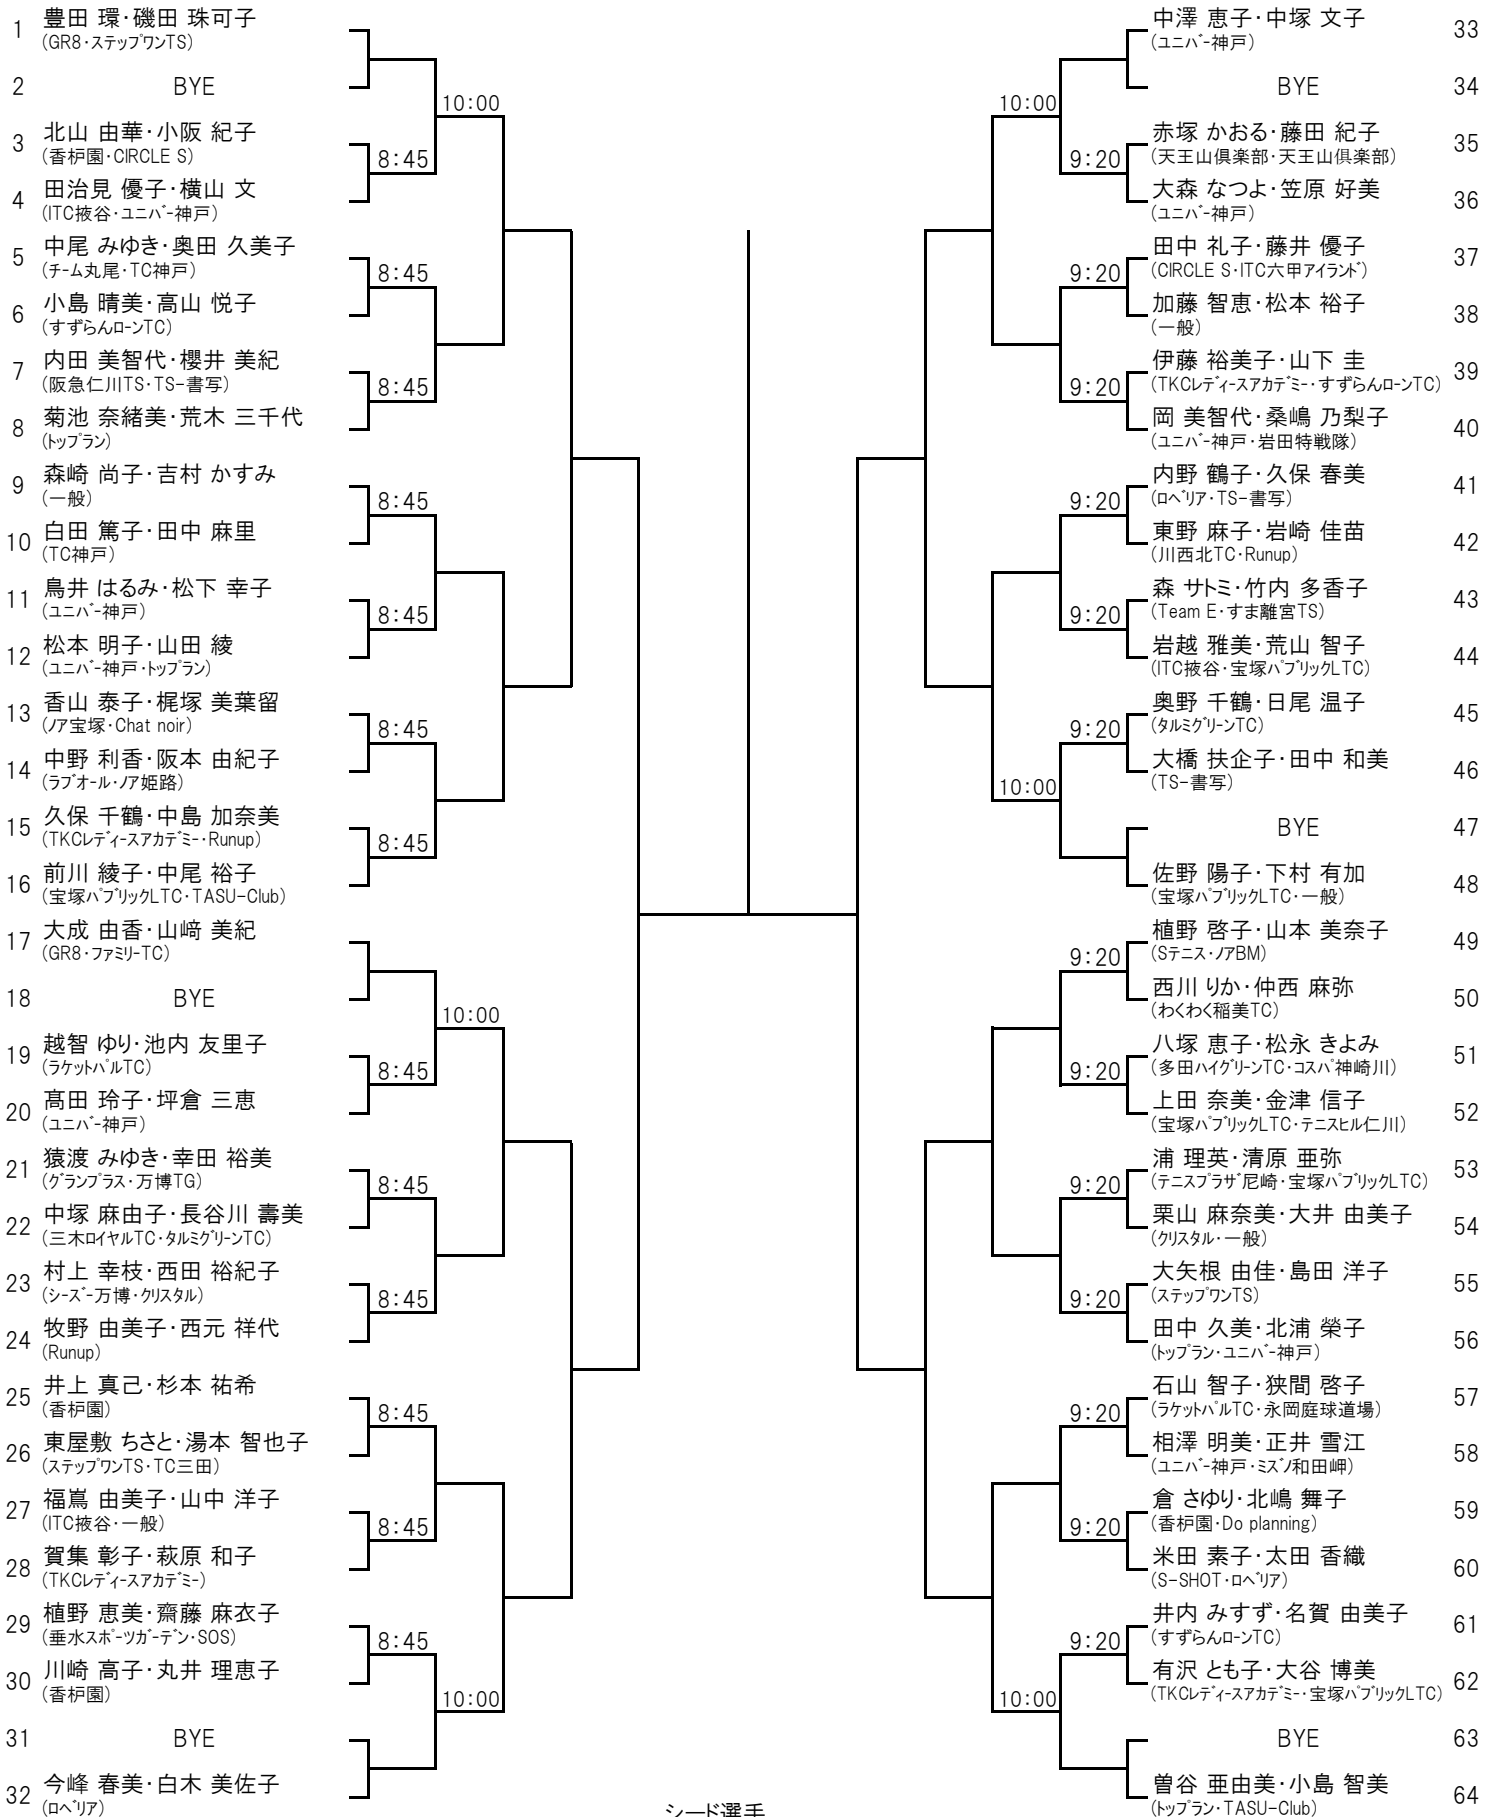 1 豊田 環・磯田 珠可子
(GR8・ステップワンTS)
2 BYE
10:00
3 北山 由華・小阪 紀子
(香枦園・CIRCLE S)
8:45
4 田治見 優子・横山 文
(ITC掖谷・ユニバー神戸)
5 中尾 みゆき・奥田 久美子
(チーム丸尾・TC神戸)
8:45
6 小島 晴美・高山 悦子
(すずらんローンTC)
7 内田 美智代・櫻井 美紀
(阪急仁川TS・TS-書写)
8:45
8 菊池 奈緒美・荒木 三千代
(トップラン)
9 森崎 尚子・吉村 かすみ
(一般)
8:45
10 白田 篤子・田中 麻里
(TC神戸)
11 鳥井 はるみ・松下 幸子
(ユニバー神戸)
8:45
12 松本 明子・山田 綾
(ユニバー神戸・トップラン)
13 香山 泰子・梶塚 美葉留
(ノア宝塚・Chat noir)
8:45
14 中野 利香・阪本 由紀子
(ラブオール・ノア姫路)
15 久保 千鶴・中島 加奈美
(TKCレディースアカデミー・Runup)
8:45
16 前川 綾子・中尾 裕子
(宝塚パブリックLTC・TASU-Club)
17 大成 由香・山﨑 美紀
(GR8・ファミリーTC)
18 BYE
10:00
19 越智 ゆり・池内 友里子
(ラケットパルTC)
8:45
20 髙田 玲子・坪倉 三恵
(ユニバー神戸)
21 猿渡 みゆき・幸田 裕美
(グランプラス・万博TG)
8:45
22 中塚 麻由子・長谷川 壽美
(三木ロイヤルTC・タルミグリーンTC)
23 村上 幸枝・西田 裕紀子
(シーズー万博・クリスタル)
8:45
24 牧野 由美子・西元 祥代
(Runup)
25 井上 真己・杉本 祐希
(香枦園)
8:45
26 東屋敷 ちさと・湯本 智也子
(ステップワンTS・TC三田)
27 福嶌 由美子・山中 洋子
(ITC掖谷・一般)
8:45
28 賀集 彰子・萩原 和子
(TKCレディースアカデミー)
29 植野 恵美・齋藤 麻衣子
(垂水スポーツガーデン・SOS)
8:45
30 川崎 高子・丸井 理恵子
(香枦園)
10:00
31 BYE
32 今峰 春美・白木 美佐子
(ロベリア)
中澤 恵子・中塚 文子 33
(ユニバー神戸)
BYE 34
10:00
赤塚 かおる・藤田 紀子 35
(天王山倶楽部・天王山倶楽部)
9:20
大森 なつよ・笠原 好美 36
(ユニバー神戸)
田中 礼子・藤井 優子 37
(CIRCLE S・ITC六甲アイランド)
9:20
加藤 智恵・松本 裕子 38
(一般)
伊藤 裕美子・山下 圭 39
(TKCレディースアカデミー・すずらんローンTC)
9:20
岡 美智代・桑嶋 乃梨子 40
(ユニバー神戸・岩田特戦隊)
内野 鶴子・久保 春美 41
(ロベリア・TS-書写)
9:20
東野 麻子・岩崎 佳苗 42
(川西北TC・Runup)
森 サトミ・竹内 多香子 43
(Team E・すま離宮TS)
9:20
岩越 雅美・荒山 智子 44
(ITC掖谷・宝塚パブリックLTC)
奥野 千鶴・日尾 温子 45
(タルミグリーンTC)
9:20
大橋 扶企子・田中 和美 46
(TS-書写)
10:00
BYE 47
佐野 陽子・下村 有加 48
(宝塚パブリックLTC・一般)
植野 啓子・山本 美奈子 49
(Sテニス・ノアBM)
9:20
西川 りか・仲西 麻弥 50
(わくわく稲美TC)
八塚 恵子・松永 きよみ 51
(多田ハイグリーンTC・コスパ神崎川)
9:20
上田 奈美・金津 信子 52
(宝塚パブリックLTC・テニスヒル仁川)
浦 理英・清原 亜弥 53
(テニスプラザ尼崎・宝塚パブリックLTC)
9:20
栗山 麻奈美・大井 由美子 54
(クリスタル・一般)
大矢根 由佳・島田 洋子 55
(ステップワンTS)
9:20
田中 久美・北浦 榮子 56
(トップラン・ユニバー神戸)
石山 智子・狭間 啓子 57
(ラケットパルTC・永岡庭球道場)
9:20
相澤 明美・正井 雪江 58
(ユニバー神戸・ミズノ和田岬)
倉 さゆり・北嶋 舞子 59
(香枦園・Do planning)
9:20
米田 素子・太田 香織 60
(S-SHOT・ロベリア)
井内 みすず・名賀 由美子 61
(すずらんローンTC)
9:20
有沢 とも子・大谷 博美 62
(TKCレディースアカデミー・宝塚パブリックLTC)
10:00
BYE 63
曽谷 亜由美・小島 智美 64
(トップラン・TASU-Club)
シード選手